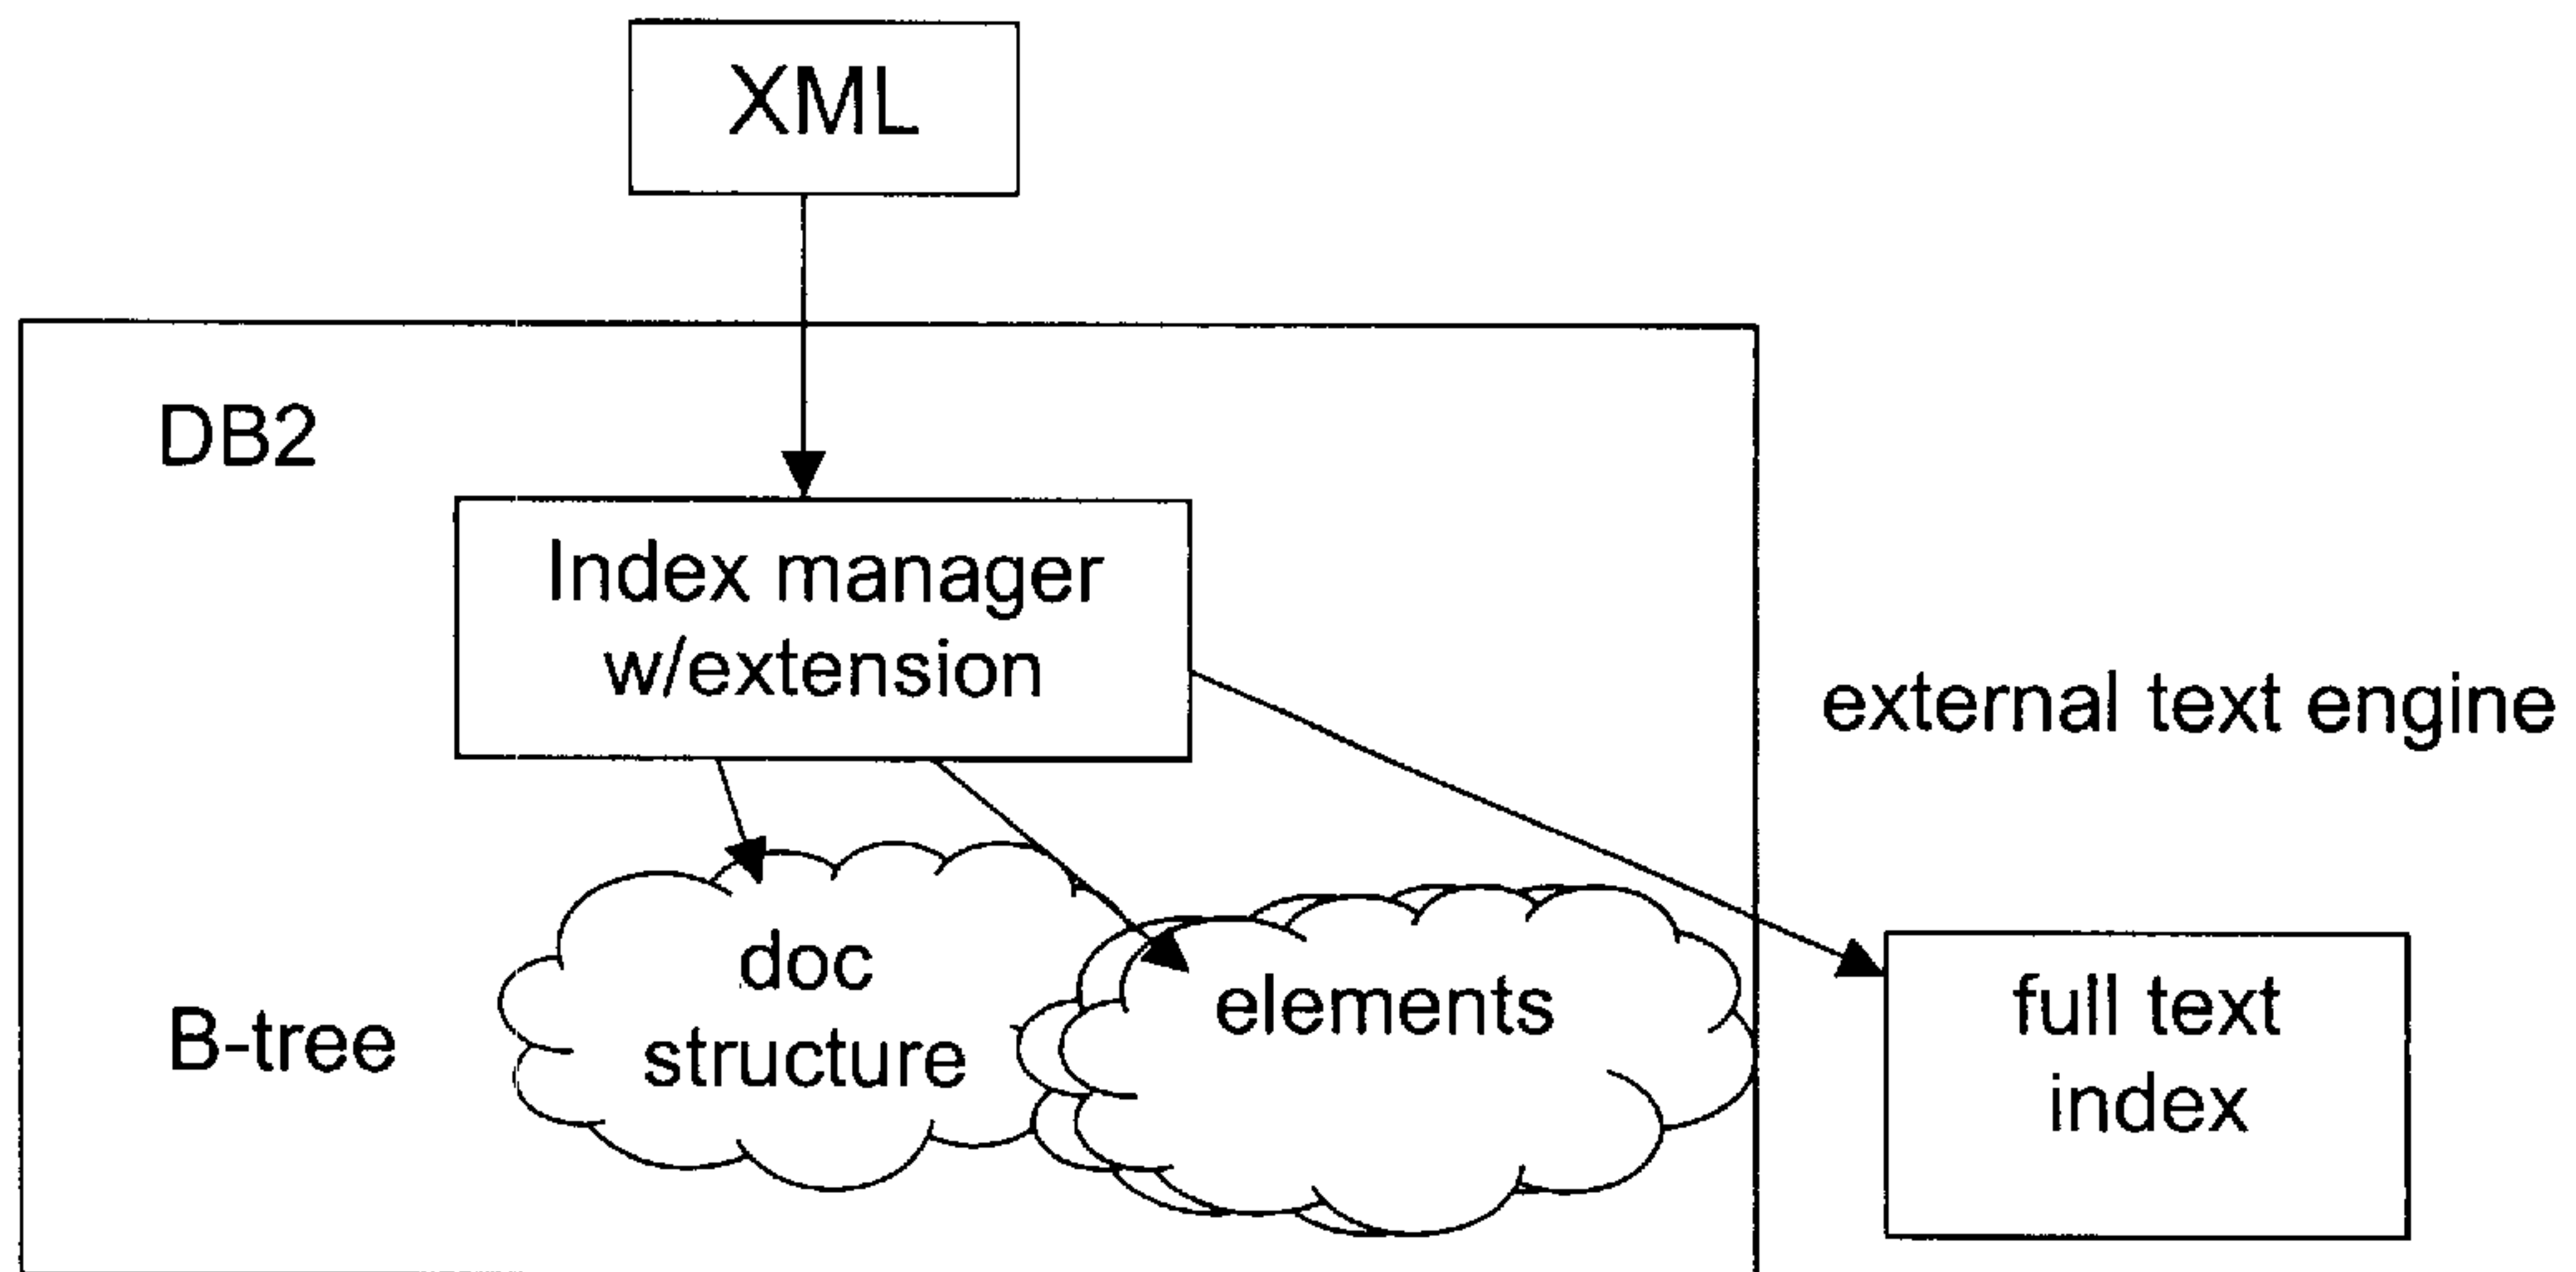 XML
DB2
Index manager
w/extension
external text engine
doc
structure
elements
B-tree
full text
index